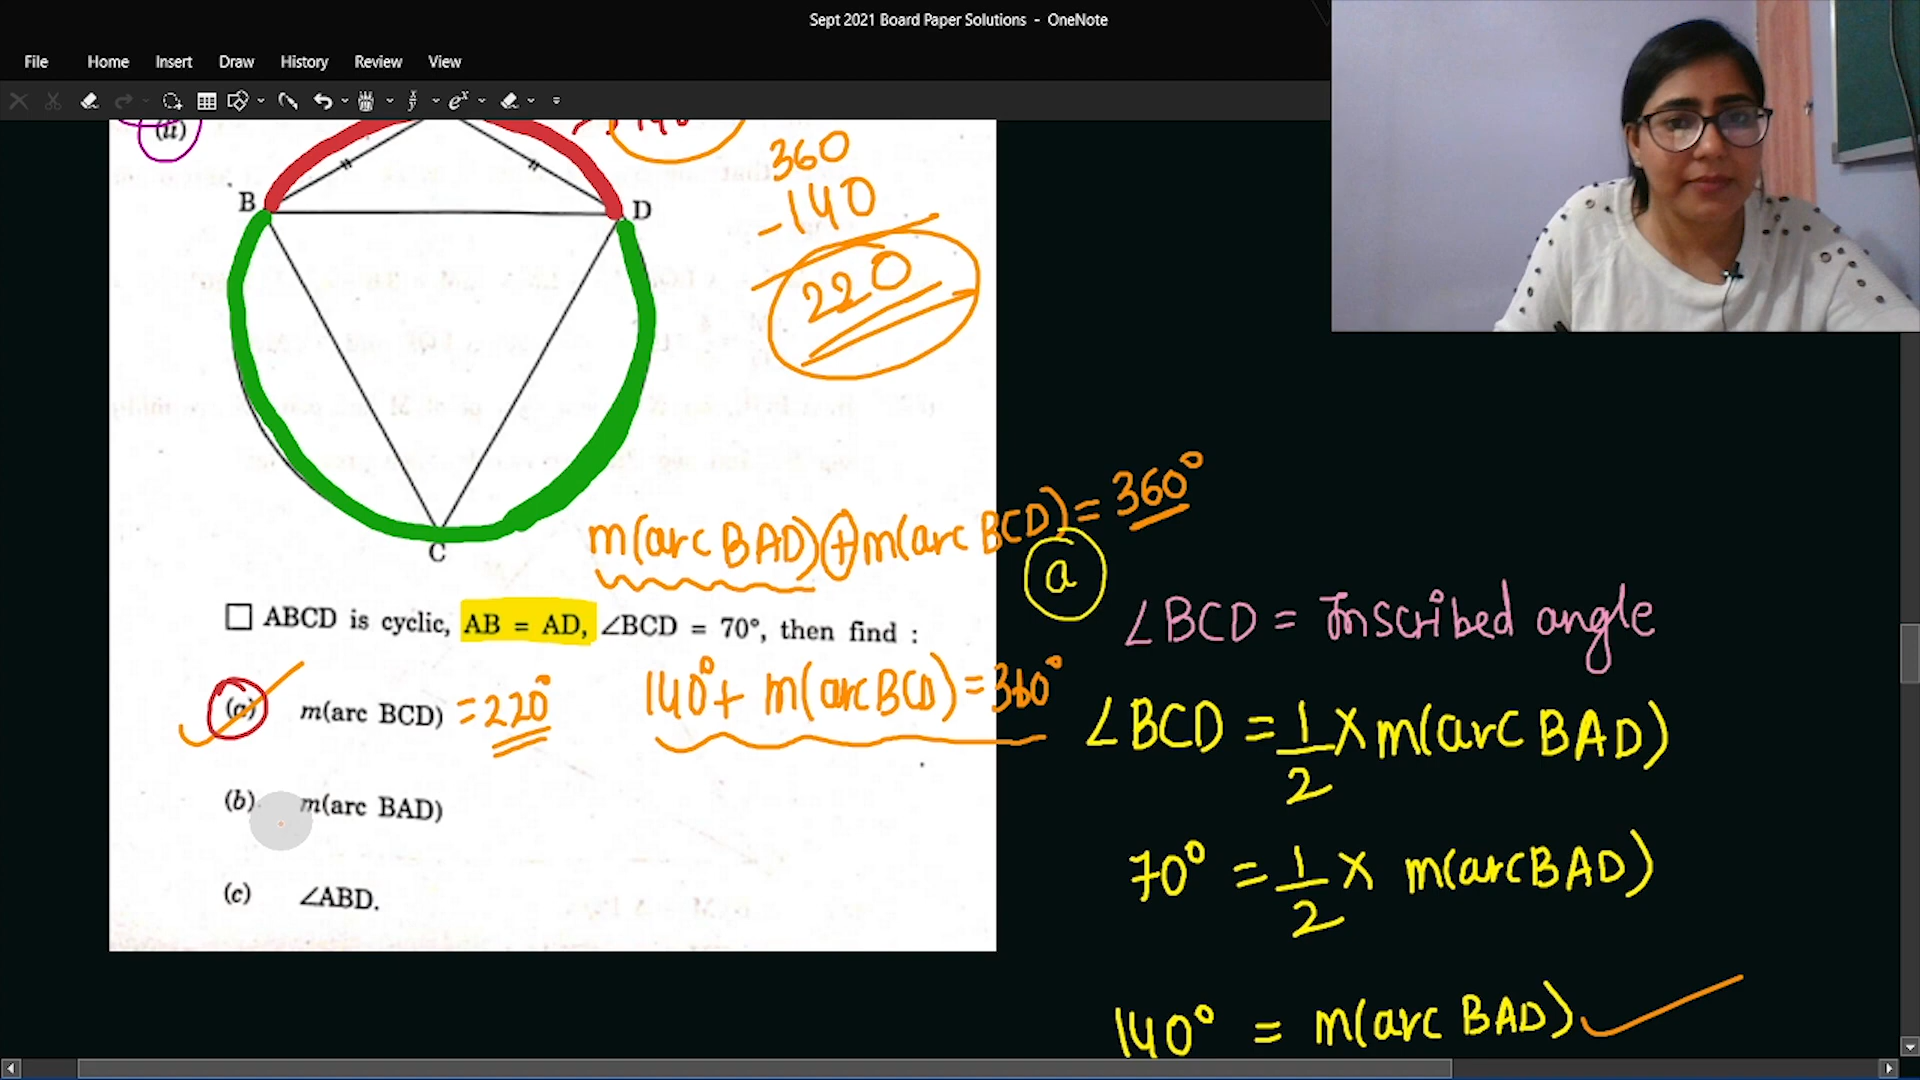 Sept 2021 Board Paper Solutions - OneNote
File Home Insert Draw History Review View
(ii)
360
-140
220
B
D
C
m(arc BAD) + m(arc BCD) = 360°
a
□ ABCD is cyclic, AB = AD, ∠BCD = 70°, then find :
140° + m(arc BCD) = 360°
(a) m(arc BCD) = 220°
(b) m(arc BAD)
(c) ∠ABD.
∠BCD = Inscribed angle
∠BCD = 1/2 × m(arc BAD)
70° = 1/2 × m(arc BAD)
140° = m(arc BAD)